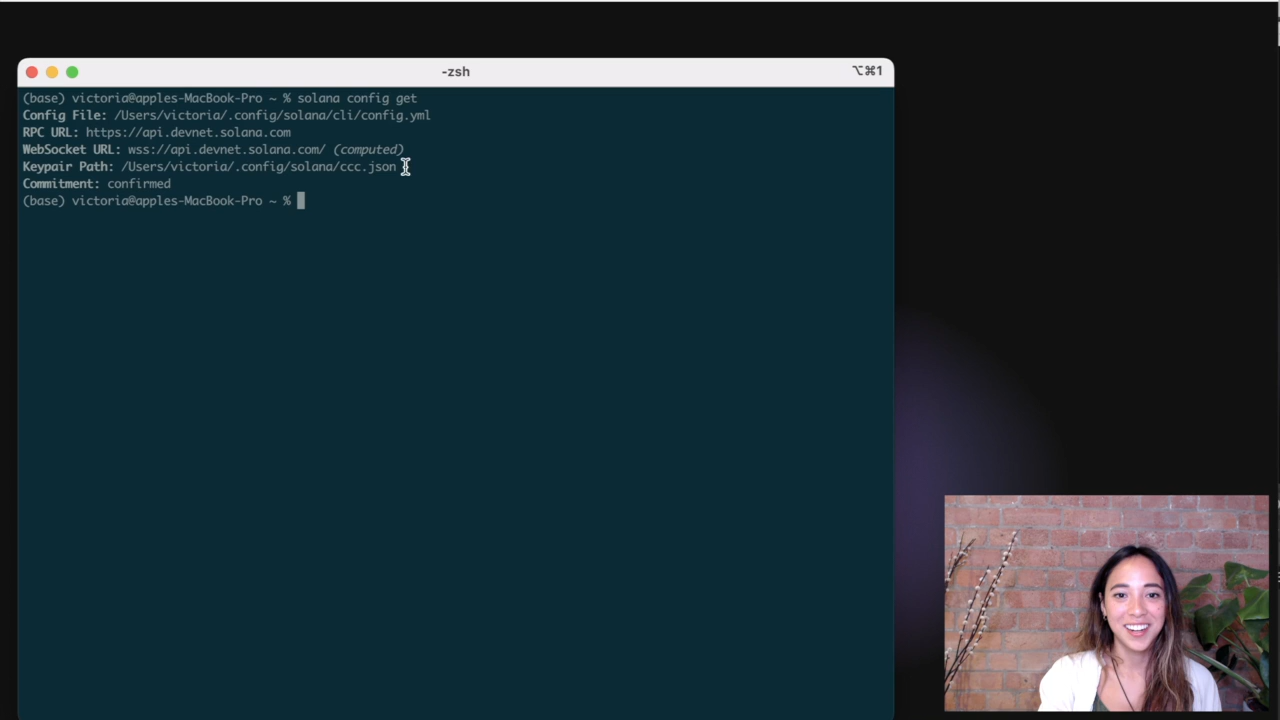 -zsh
⌥⌘1
(base) victoria@apples-MacBook-Pro ~ % solana config get
Config File: /Users/victoria/.config/solana/cli/config.yml
RPC URL: https://api.devnet.solana.com
WebSocket URL: wss://api.devnet.solana.com/ (computed)
Keypair Path: /Users/victoria/.config/solana/ccc.json
Commitment: confirmed
(base) victoria@apples-MacBook-Pro ~ %